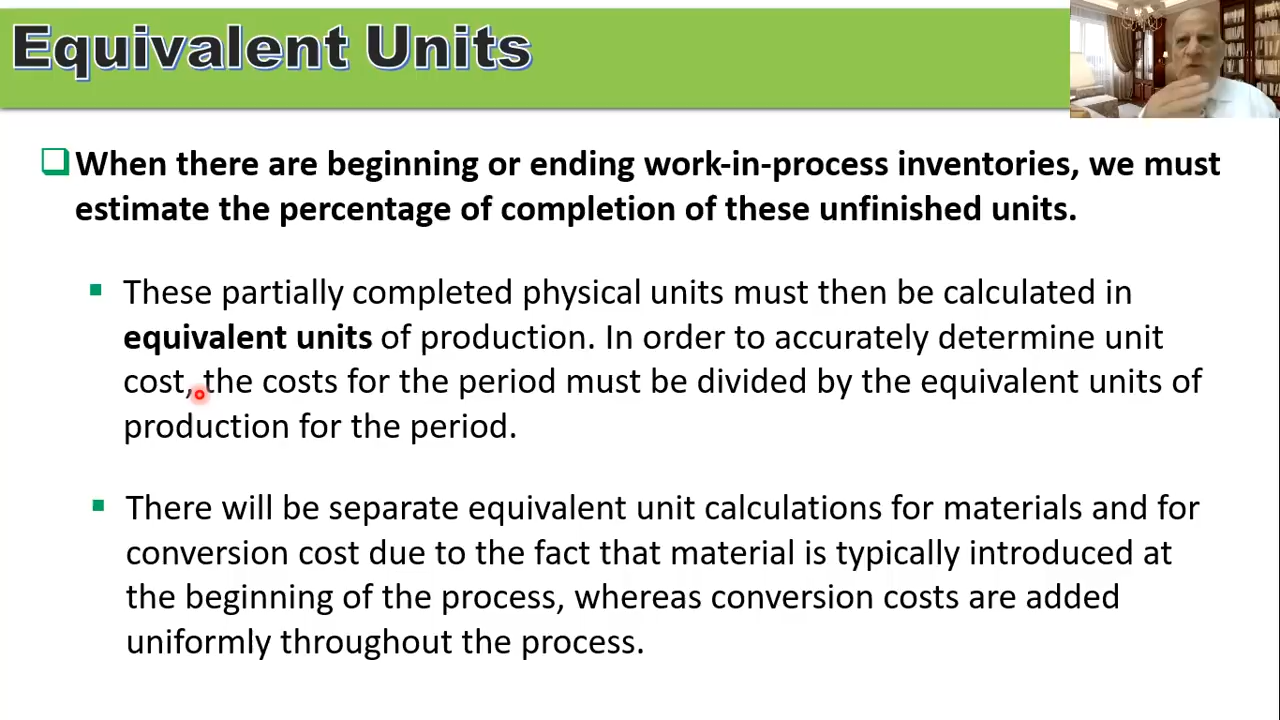 Equivalent Units
When there are beginning or ending work-in-process inventories, we must
estimate the percentage of completion of these unfinished units.
These partially completed physical units must then be calculated in
equivalent units of production. In order to accurately determine unit
cost, the costs for the period must be divided by the equivalent units of
production for the period.
There will be separate equivalent unit calculations for materials and for
conversion cost due to the fact that material is typically introduced at
the beginning of the process, whereas conversion costs are added
uniformly throughout the process.